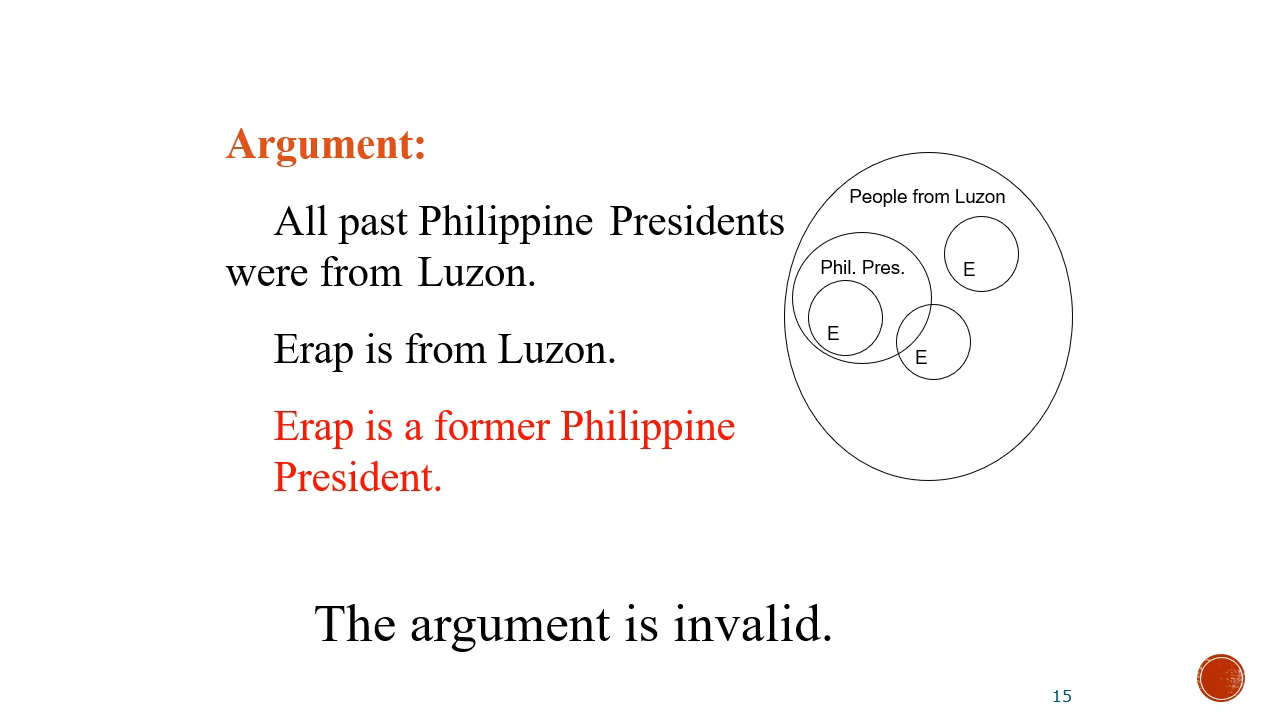 Argument:
All past Philippine Presidents
were from Luzon.
Erap is from Luzon.
Erap is a former Philippine
President.
People from Luzon
Phil. Pres.
E
E
E
The argument is invalid.
15